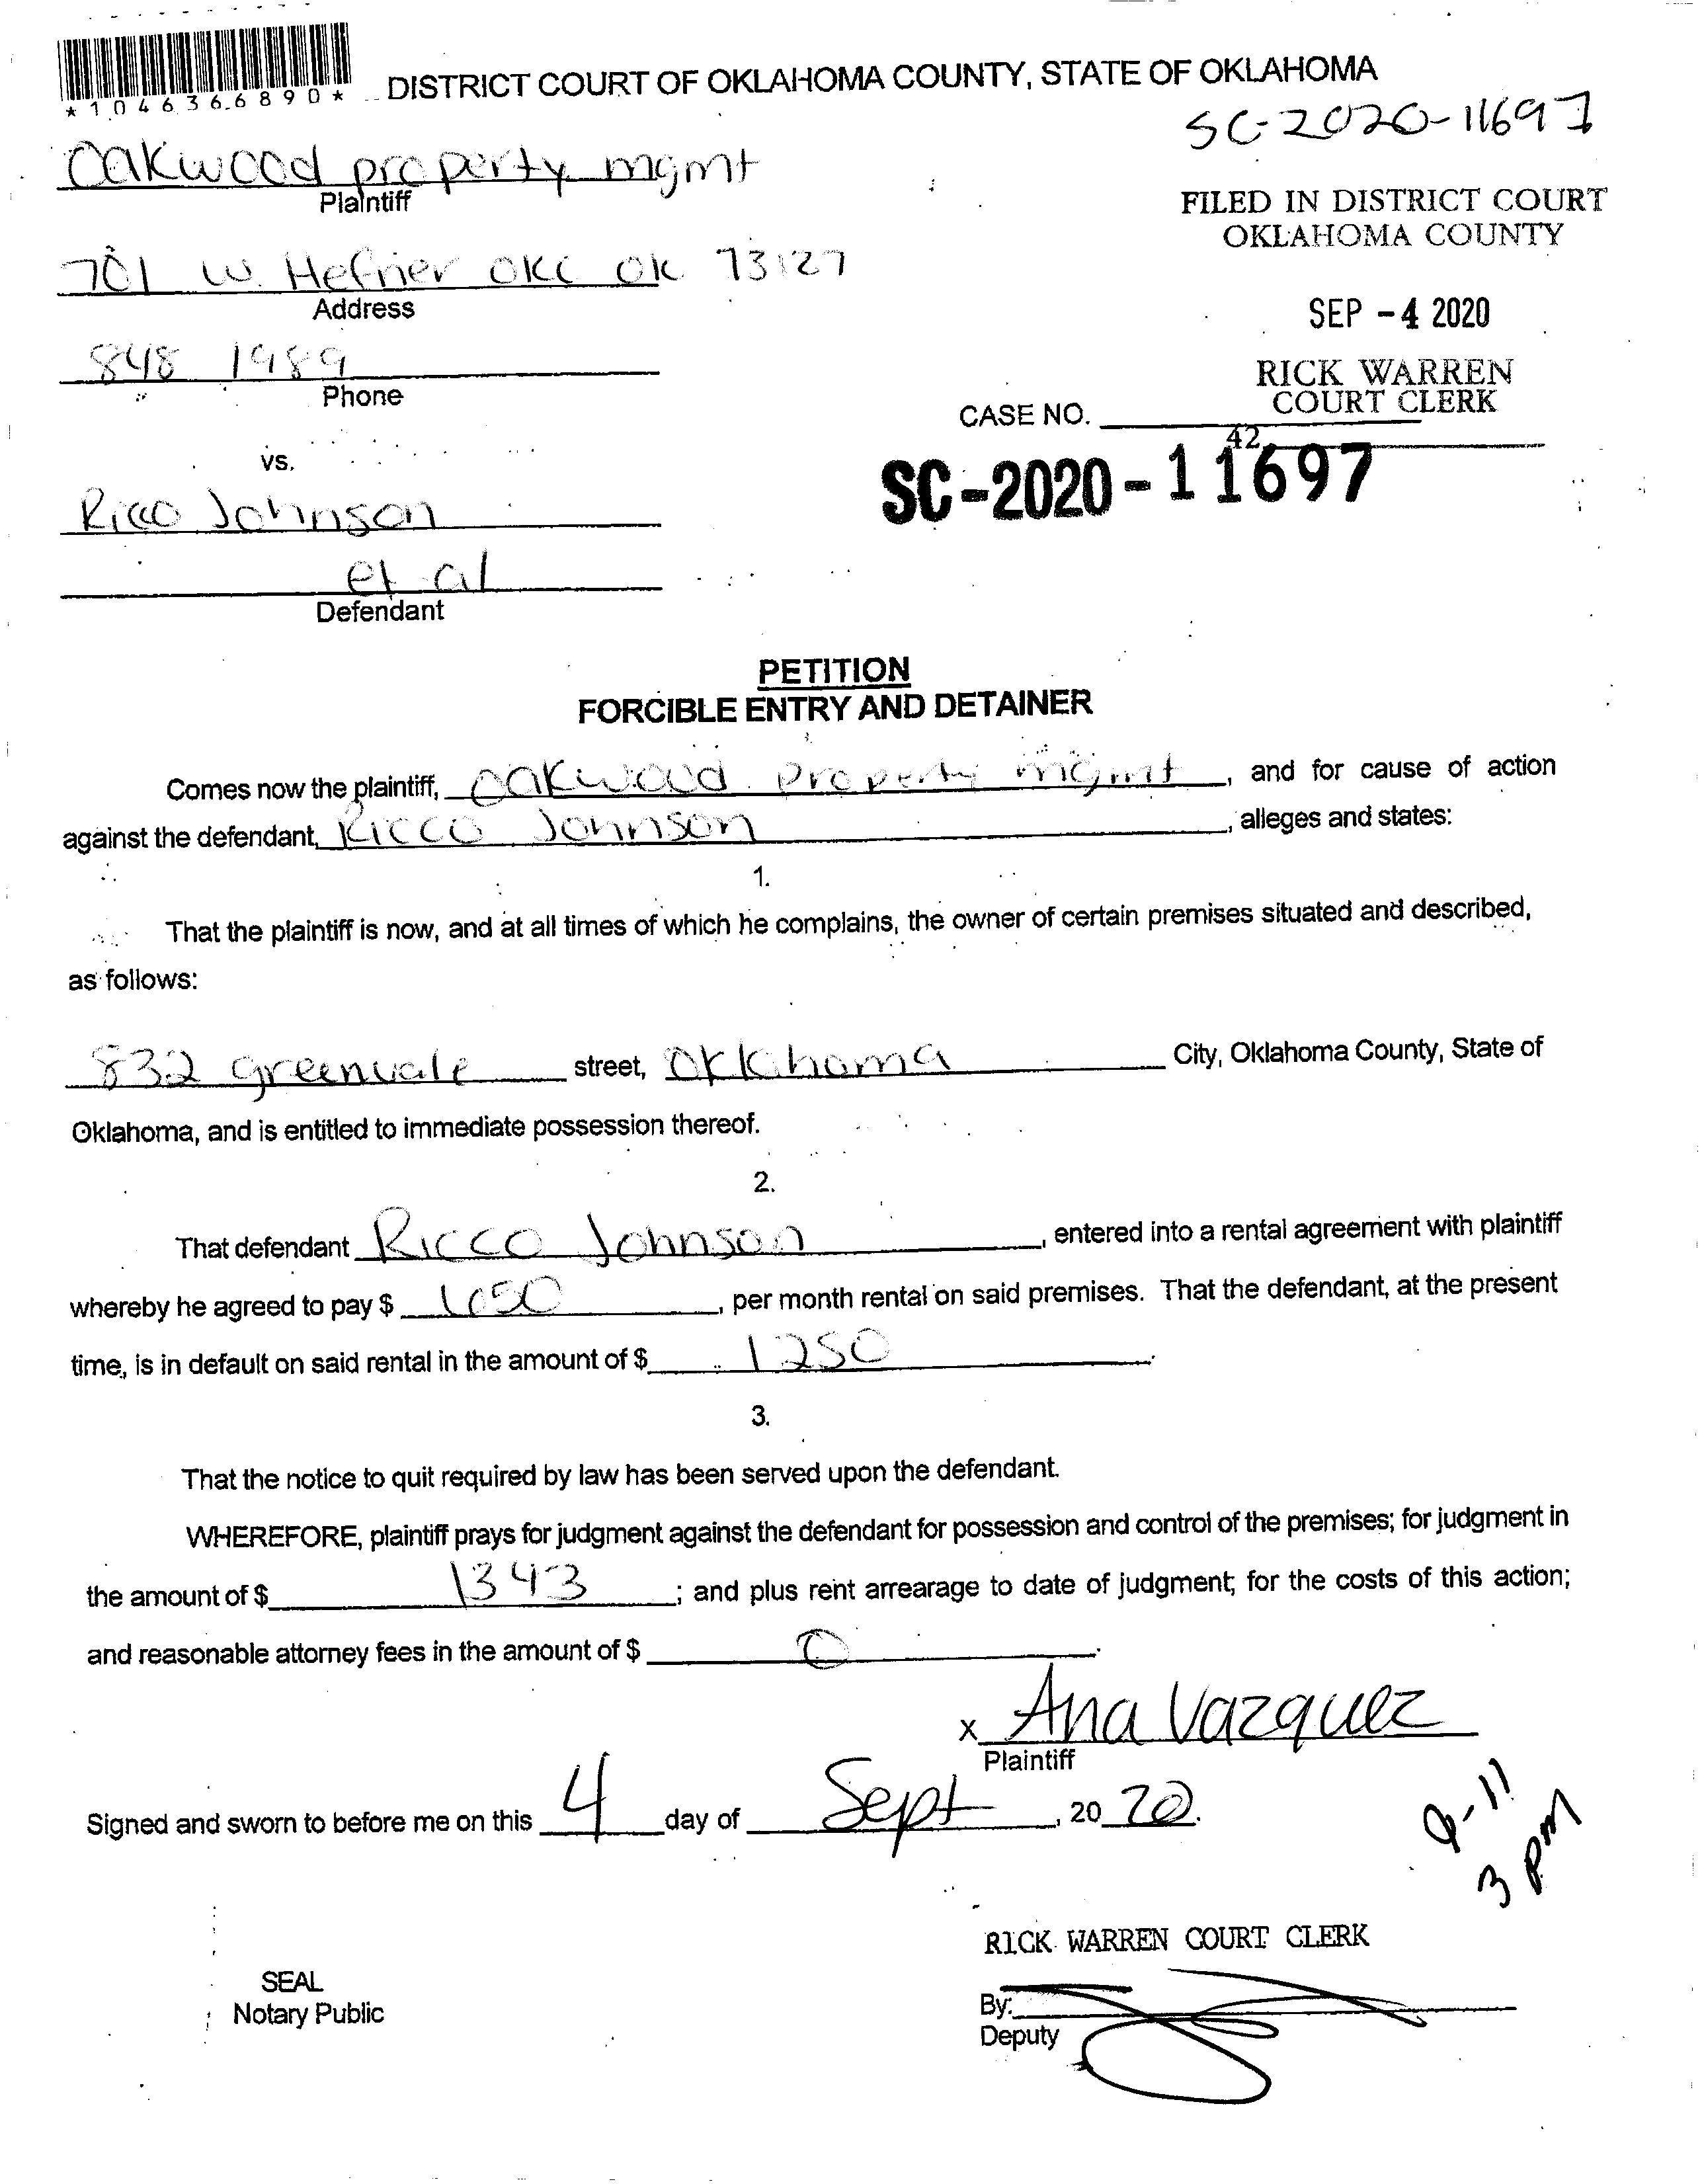 *1046366890*
DISTRICT COURT OF OKLAHOMA COUNTY, STATE OF OKLAHOMA
SC-2020-11697
Oakwood property mgmt
Plaintiff
FILED IN DISTRICT COURT
OKLAHOMA COUNTY
701 W. Hefner OKC OK 73127
Address
SEP - 4 2020
848 1989
Phone
RICK WARREN
COURT CLERK
CASE NO.
42
vs.
SC-2020-11697
Ricco Johnson
et al
Defendant
PETITION
FORCIBLE ENTRY AND DETAINER
Comes now the plaintiff, Oakwood property mgmt, and for cause of action
against the defendant, Ricco Johnson, alleges and states:
1.
That the plaintiff is now, and at all times of which he complains, the owner of certain premises situated and described,
as follows:
832 greenvale street, Oklahoma City, Oklahoma County, State of
Oklahoma, and is entitled to immediate possession thereof.
2.
That defendant Ricco Johnson, entered into a rental agreement with plaintiff
whereby he agreed to pay $ , per month rental on said premises. That the defendant, at the present
time, is in default on said rental in the amount of $ 1250.
3.
That the notice to quit required by law has been served upon the defendant.
WHEREFORE, plaintiff prays for judgment against the defendant for possession and control of the premises; for judgment in
the amount of $ 1343; and plus rent arrearage to date of judgment; for the costs of this action;
and reasonable attorney fees in the amount of $ 0.
x Ana Vazquez
Plaintiff
Signed and sworn to before me on this 4 day of Sept, 20 20.
9-11
3 pm
RICK WARREN COURT CLERK
SEAL
Notary Public
By:
Deputy